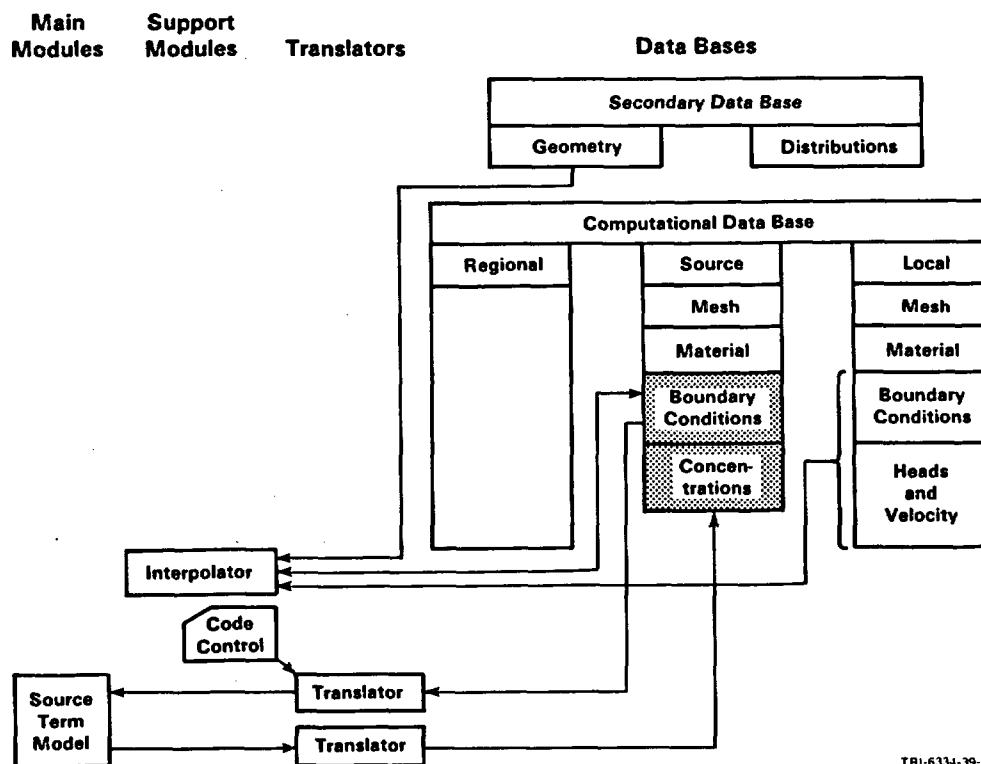 Main
Modules
Support
Modules
Translators
Data Bases
Secondary Data Base
Geometry
Distributions
Computational Data Base
Regional
Source
Local
Mesh
Mesh
Material
Material
Boundary
Conditions
Boundary
Conditions
Concen-
trations
Heads
and
Velocity
Interpolator
Code
Control
Translator
Source
Term
Model
Translator